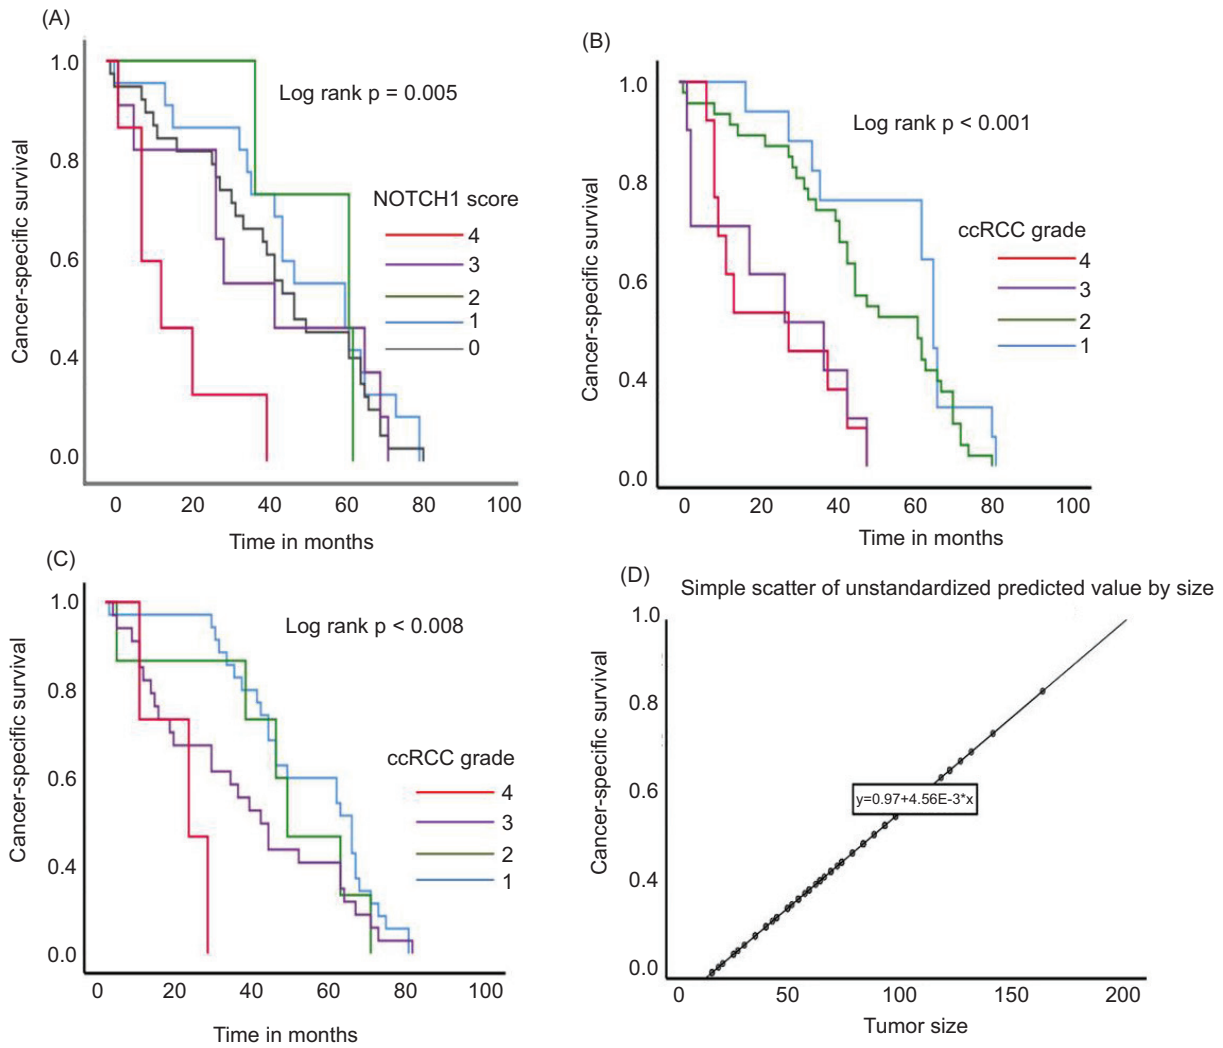 (A)
1.0
0.8
0.6
0.4
0.0
Cancer-specific survival
Log rank p = 0.005
NOTCH1 score
4
3
2
1
0
0 20 40 60 80 100
Time in months
(B)
1.0
0.8
0.6
0.4
0.0
Cancer-specific survival
Log rank p < 0.001
ccRCC grade
4
3
2
1
0 20 40 60 80 100
Time in months
(C)
1.0
0.8
0.6
0.4
0.0
Cancer-specific survival
Log rank p < 0.008
ccRCC grade
4
3
2
1
0 20 40 60 80 100
Time in months
(D)
Simple scatter of unstandardized predicted value by size
1.0
0.8
0.6
0.4
0.0
Cancer-specific survival
y=0.97+4.56E-3*x
0 50 100 150 200
Tumor size